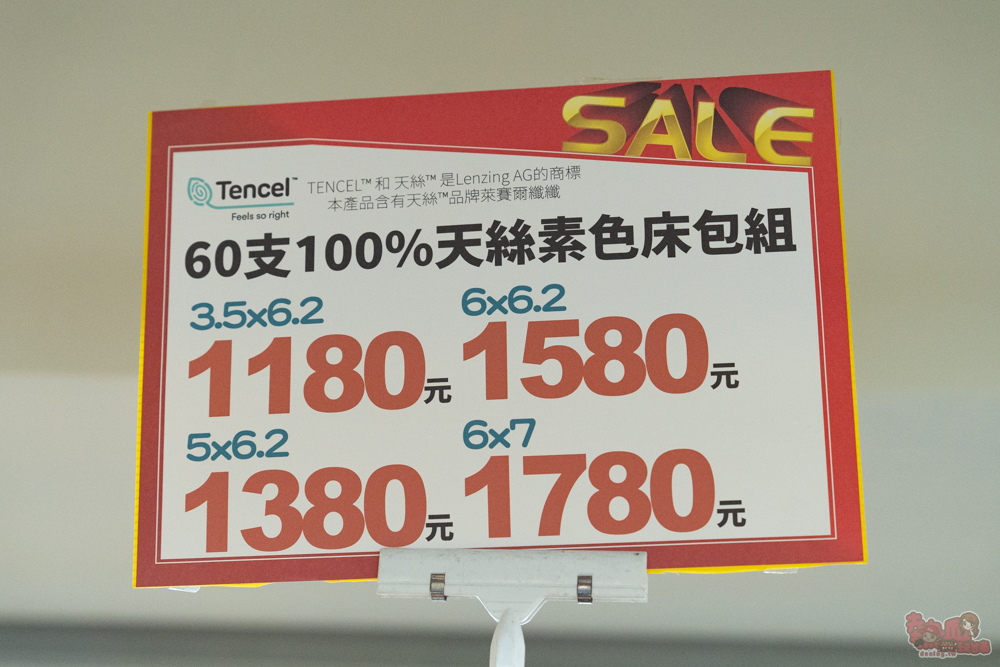 SALE
Tencel™
Feels so right
TENCEL™ 和 天絲™ 是Lenzing AG的商標
本產品含有天絲™品牌萊賽爾纖纖
60支100%天絲素色床包組
3.5x6.2
1180元
6x6.2
1580元
5x6.2
1380元
6x7
1780元